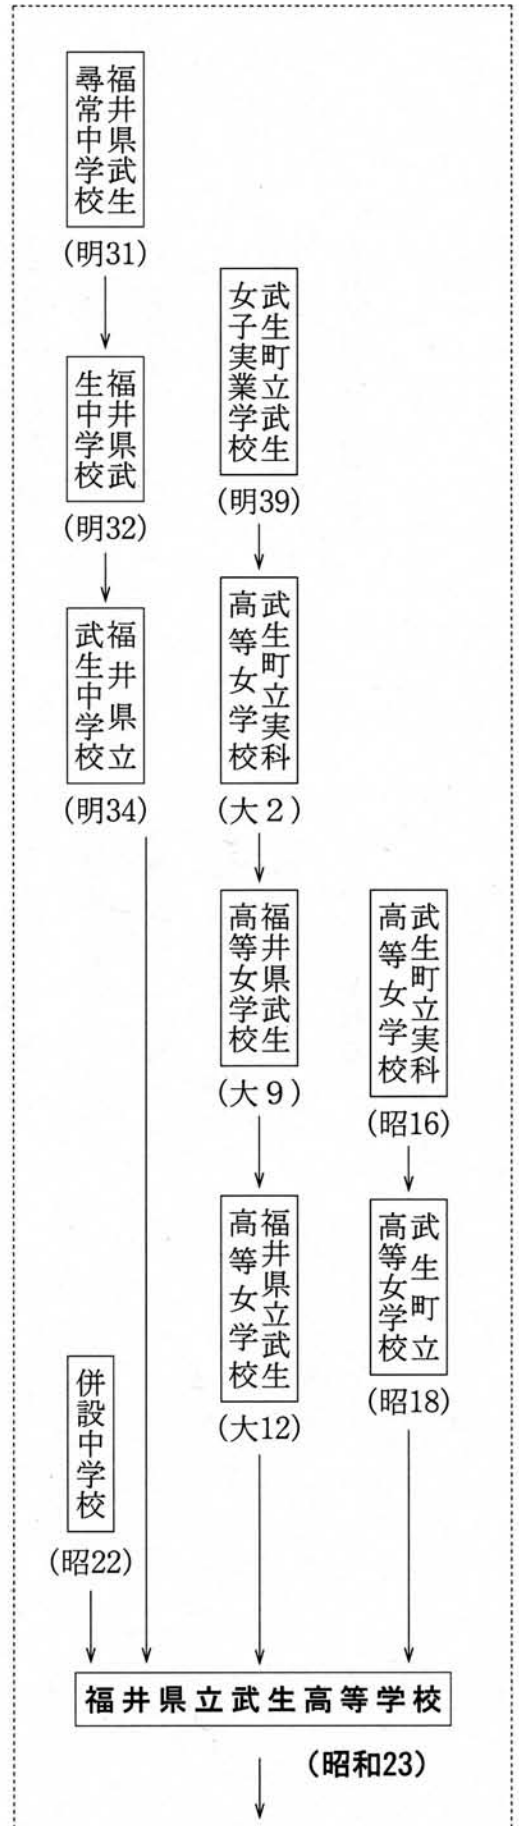 福井県武生
尋常中学校
(明31)
福井県武
生中学校
(明32)
福井県立
武生中学校
(明34)
武生町立武生
女子実業学校
(明39)
武生町立実科
高等女学校
(大2)
福井県武生
高等女学校
(大9)
福井県立武生
高等女学校
(大12)
武生町立実科
高等女学校
(昭16)
武生町立
高等女学校
(昭18)
併設中学校
(昭22)
福井県立武生高等学校
(昭和23)